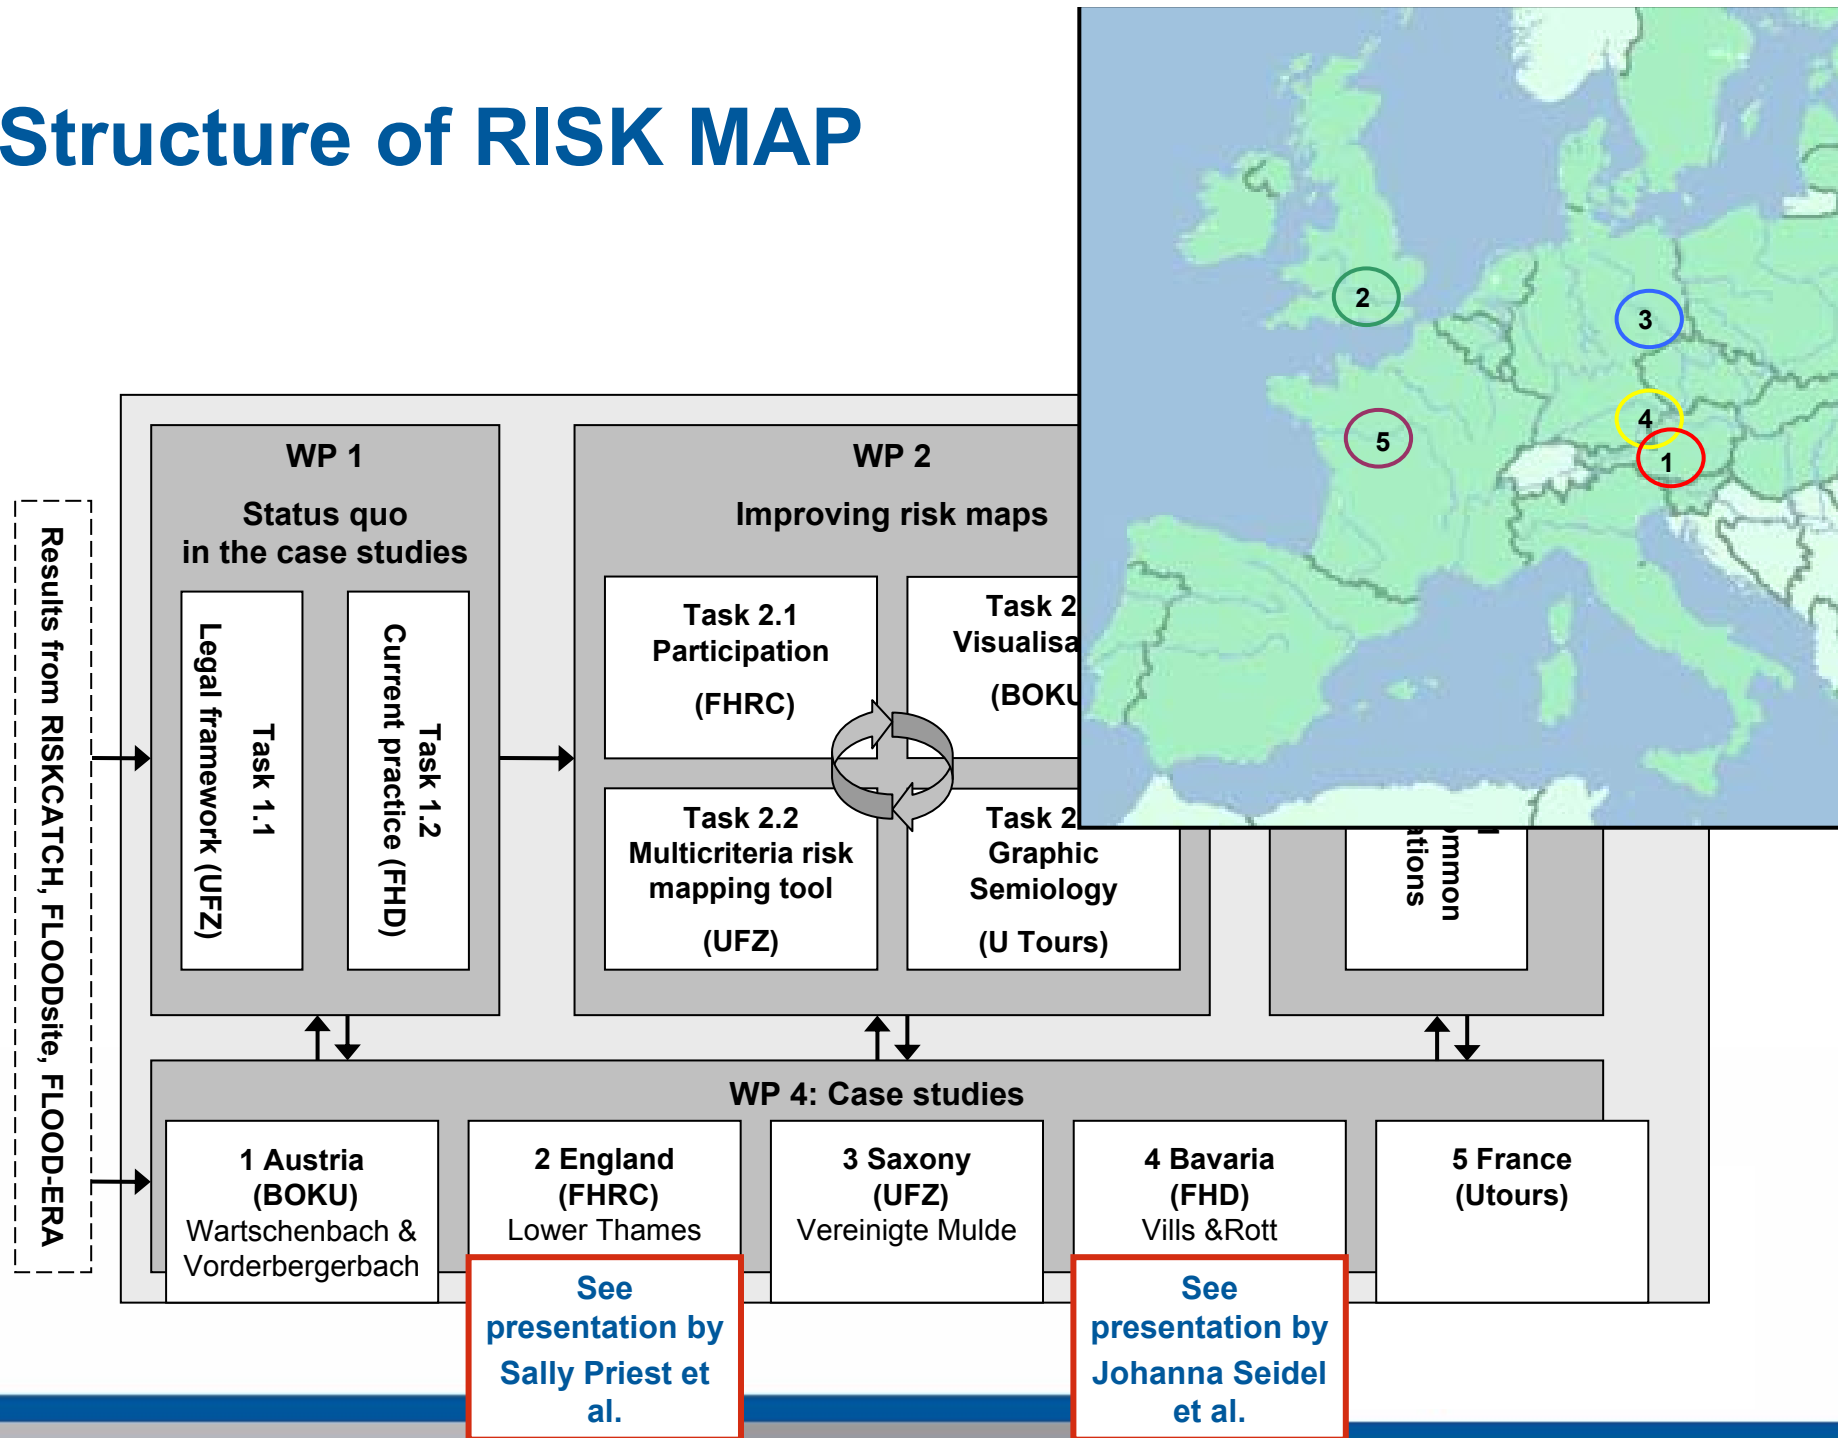 Structure of RISK MAP
2
3
4
5
1
Results from RISKCATCH, FLOODsite, FLOOD-ERA
WP 1
Status quo
in the case studies
Task 1.1
Legal framework (UFZ)
Task 1.2
Current practice (FHD)
WP 2
Improving risk maps
Task 2.1
Participation
(FHRC)
Task 2
Visualisa
(BOKU
Task 2.2
Multicriteria risk
mapping tool
(UFZ)
Task 2
Graphic
Semiology
(U Tours)
ommon
ations
WP 4: Case studies
1 Austria
(BOKU)
Wartschenbach &
Vorderbergerbach
2 England
(FHRC)
Lower Thames
See
presentation by
Sally Priest et
al.
3 Saxony
(UFZ)
Vereinigte Mulde
4 Bavaria
(FHD)
Vills &Rott
See
presentation by
Johanna Seidel
et al.
5 France
(Utours)